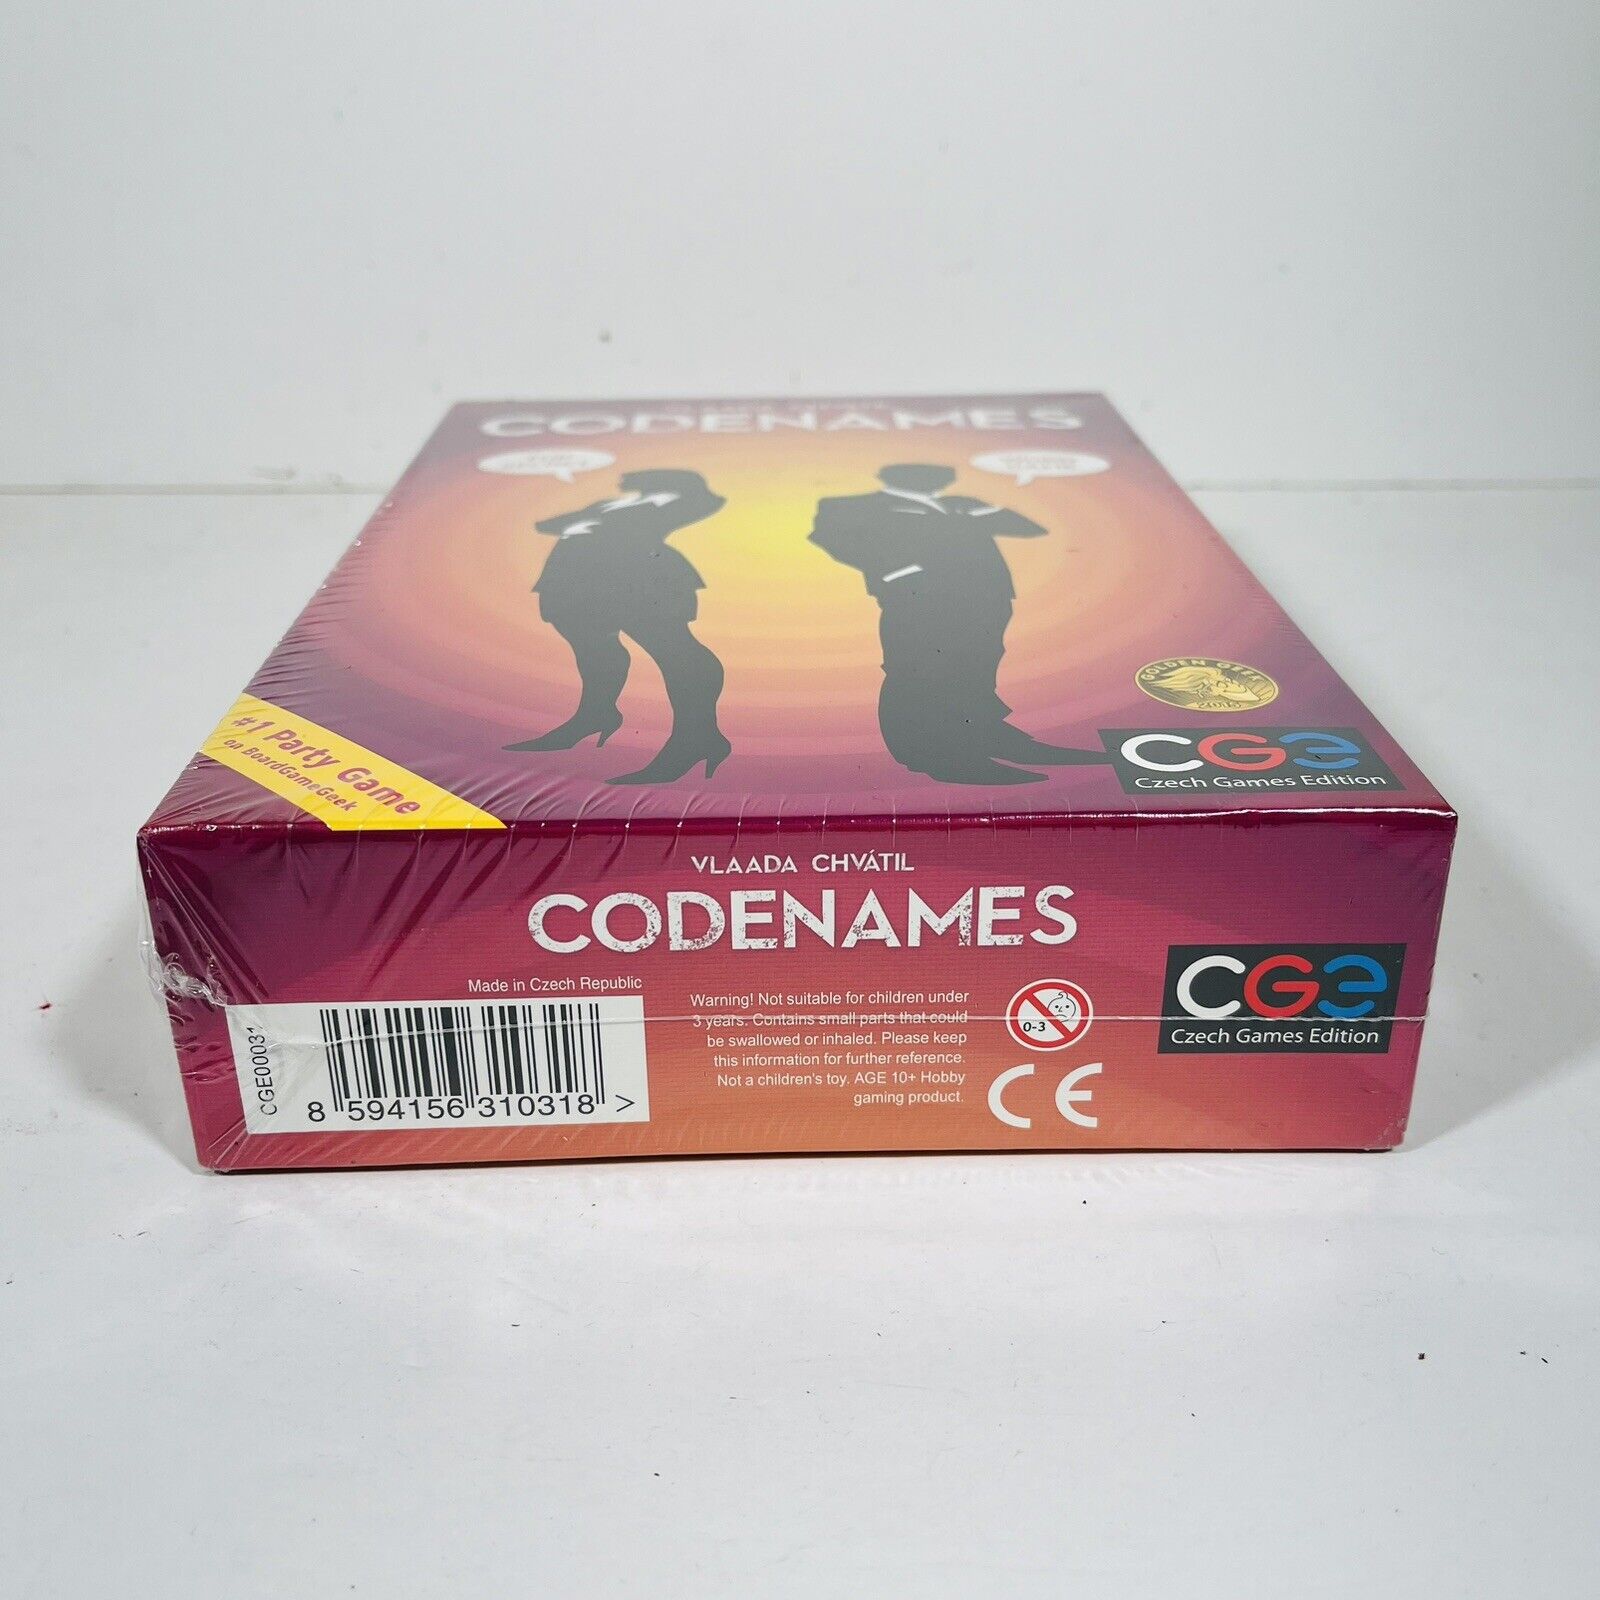 CODENAMES
GOLDEN GEEK
2015
CGE
Czech Games Edition
#1 Party Game
on BoardGameGeek
VLAADA CHVÁTIL
CODENAMES
Made in Czech Republic
CGE00031
8 594156 310318 >
Warning! Not suitable for children under
3 years. Contains small parts that could
be swallowed or inhaled. Please keep
this information for further reference.
Not a children's toy. AGE 10+ Hobby
gaming product.
0-3
CE
CGE
Czech Games Edition